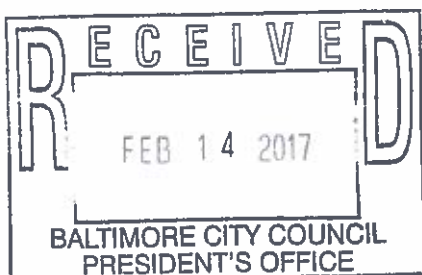 RECEIVED
FEB 14 2017
BALTIMORE CITY COUNCIL
PRESIDENT'S OFFICE